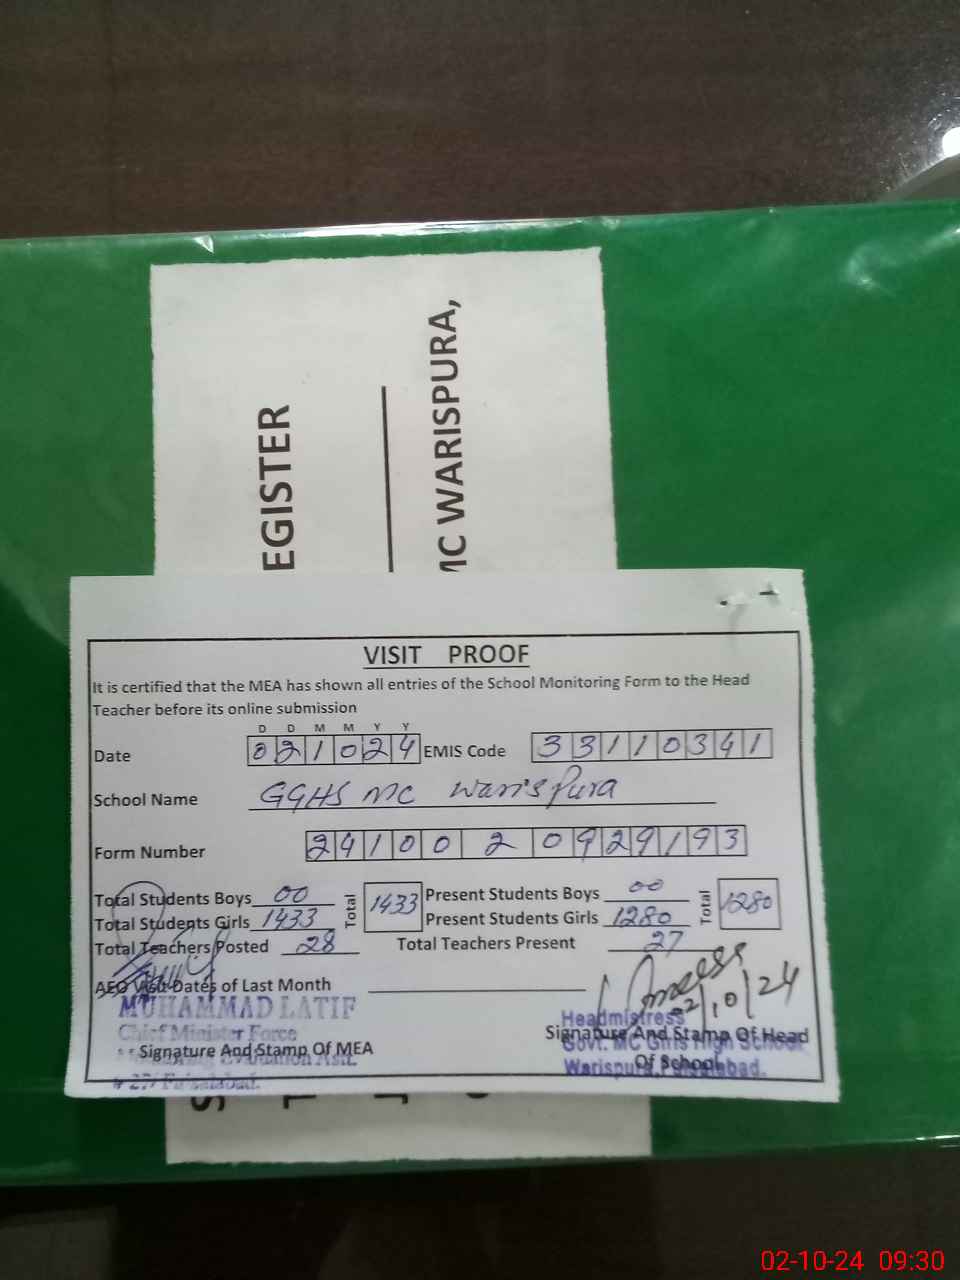 EGISTER
MC WARISPURA,
VISIT PROOF
It is certified that the MEA has shown all entries of the School Monitoring Form to the Head
Teacher before its online submission
D D M M Y Y
Date 0 2 1 0 2 4 EMIS Code 3 3 1 1 0 3 4 1
School Name GGHS MC Warispura
Form Number 2 4 1 0 0 2 0 9 2 9 1 9 3
Total Students Boys 00 Total 1433 Present Students Boys 00 Total 1280
Total Students Girls 1433 Present Students Girls 1280
Total Teachers Posted 28 Total Teachers Present 27
AEO Visit Dates of Last Month
02/10/24
MUHAMMAD LATIF
Chief Minister Force
Signature And Stamp Of MEA
Faisalabad.
Headmistress
Signature And Stamp Of Head
Govt. MC Girls High School
Of School
Warispura, Faisalabad.
02-10-24 09:30